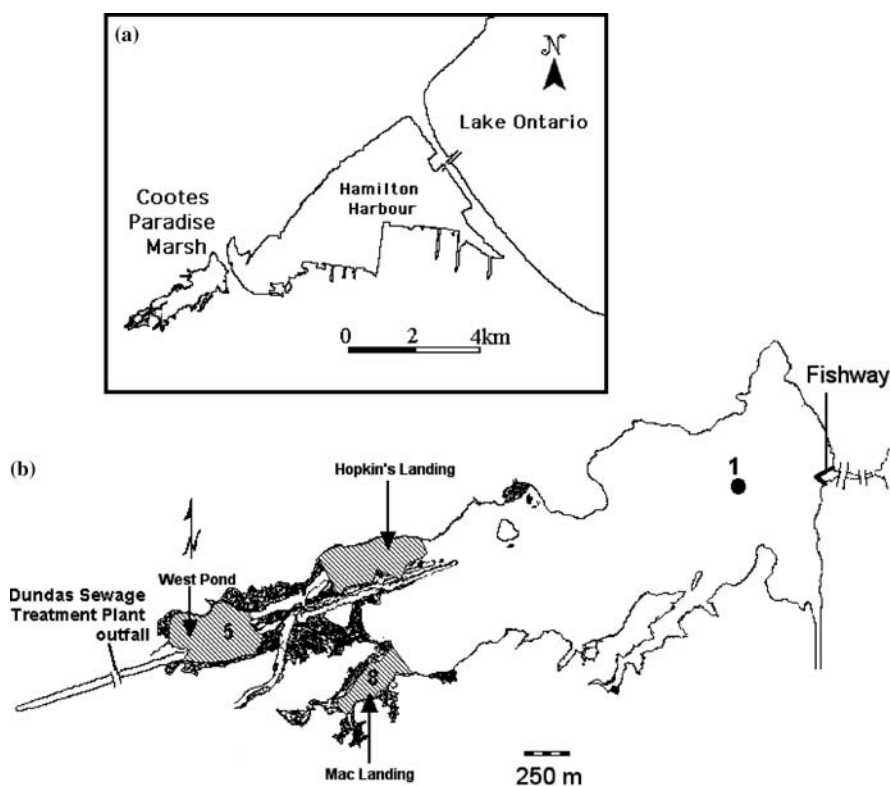 (a)
N
Lake Ontario
Hamilton
Harbour
Cootes
Paradise
Marsh
0 2 4km
Fishway
1
(b)
Hopkin's Landing
N
West Pond
Dundas Sewage
Treatment Plant
outfall
5
8
Mac Landing
250 m